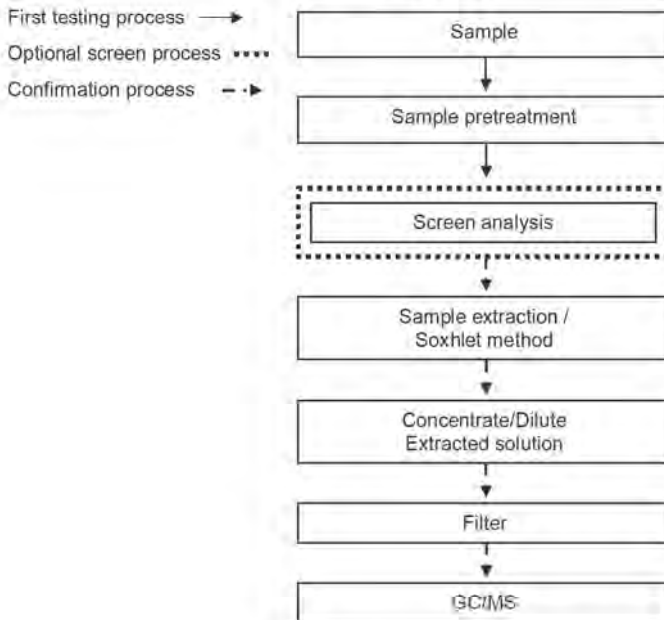 First testing process
Optional screen process
Confirmation process
Sample
Sample pretreatment
Screen analysis
Sample extraction /
Soxhlet method
Concentrate/Dilute
Extracted solution
Filter
GC/MS